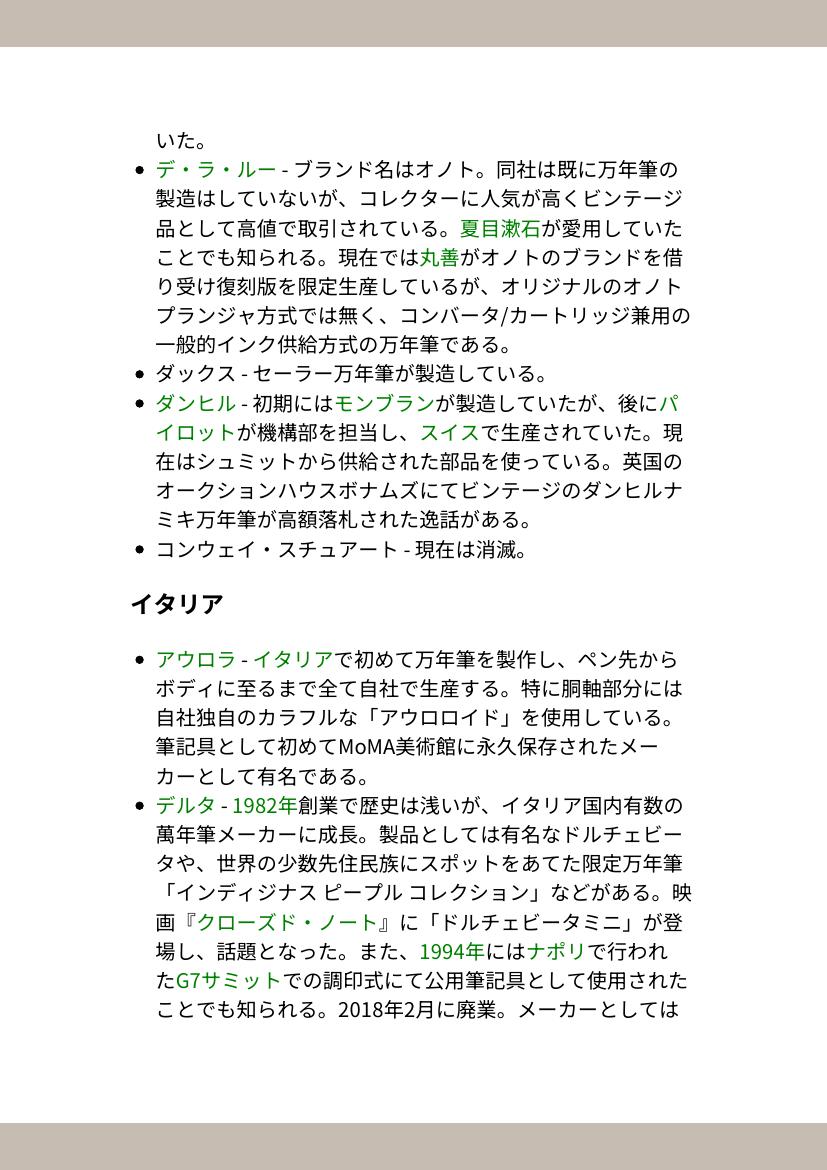 いた。
デ・ラ・ルー - ブランド名はオノト。同社は既に万年筆の
製造はしていないが、コレクターに人気が高くビンテージ
品として高値で取引されている。夏目漱石が愛用していた
ことでも知られる。現在では丸善がオノトのブランドを借
り受け復刻版を限定生産しているが、オリジナルのオノト
プランジャ方式では無く、コンバータ/カートリッジ兼用の
一般的インク供給方式の万年筆である。
ダックス - セーラー万年筆が製造している。
ダンヒル - 初期にはモンブランが製造していたが、後にパ
イロットが機構部を担当し、スイスで生産されていた。現
在はシュミットから供給された部品を使っている。英国の
オークションハウスボナムズにてビンテージのダンヒルナ
ミキ万年筆が高額落札された逸話がある。
コンウェイ・スチュアート - 現在は消滅。
イタリア
アウロラ - イタリアで初めて万年筆を製作し、ペン先から
ボディに至るまで全て自社で生産する。特に胴軸部分には
自社独自のカラフルな「アウロロイド」を使用している。
筆記具として初めてMoMA美術館に永久保存されたメー
カーとして有名である。
デルタ - 1982年創業で歴史は浅いが、イタリア国内有数の
萬年筆メーカーに成長。製品としては有名なドルチェビー
タや、世界の少数先住民族にスポットをあてた限定万年筆
「インディジナス ピープル コレクション」などがある。映
画『クローズド・ノート』に「ドルチェビータミニ」が登
場し、話題となった。また、1994年にはナポリで行われ
たG7サミットでの調印式にて公用筆記具として使用された
ことでも知られる。2018年2月に廃業。メーカーとしては